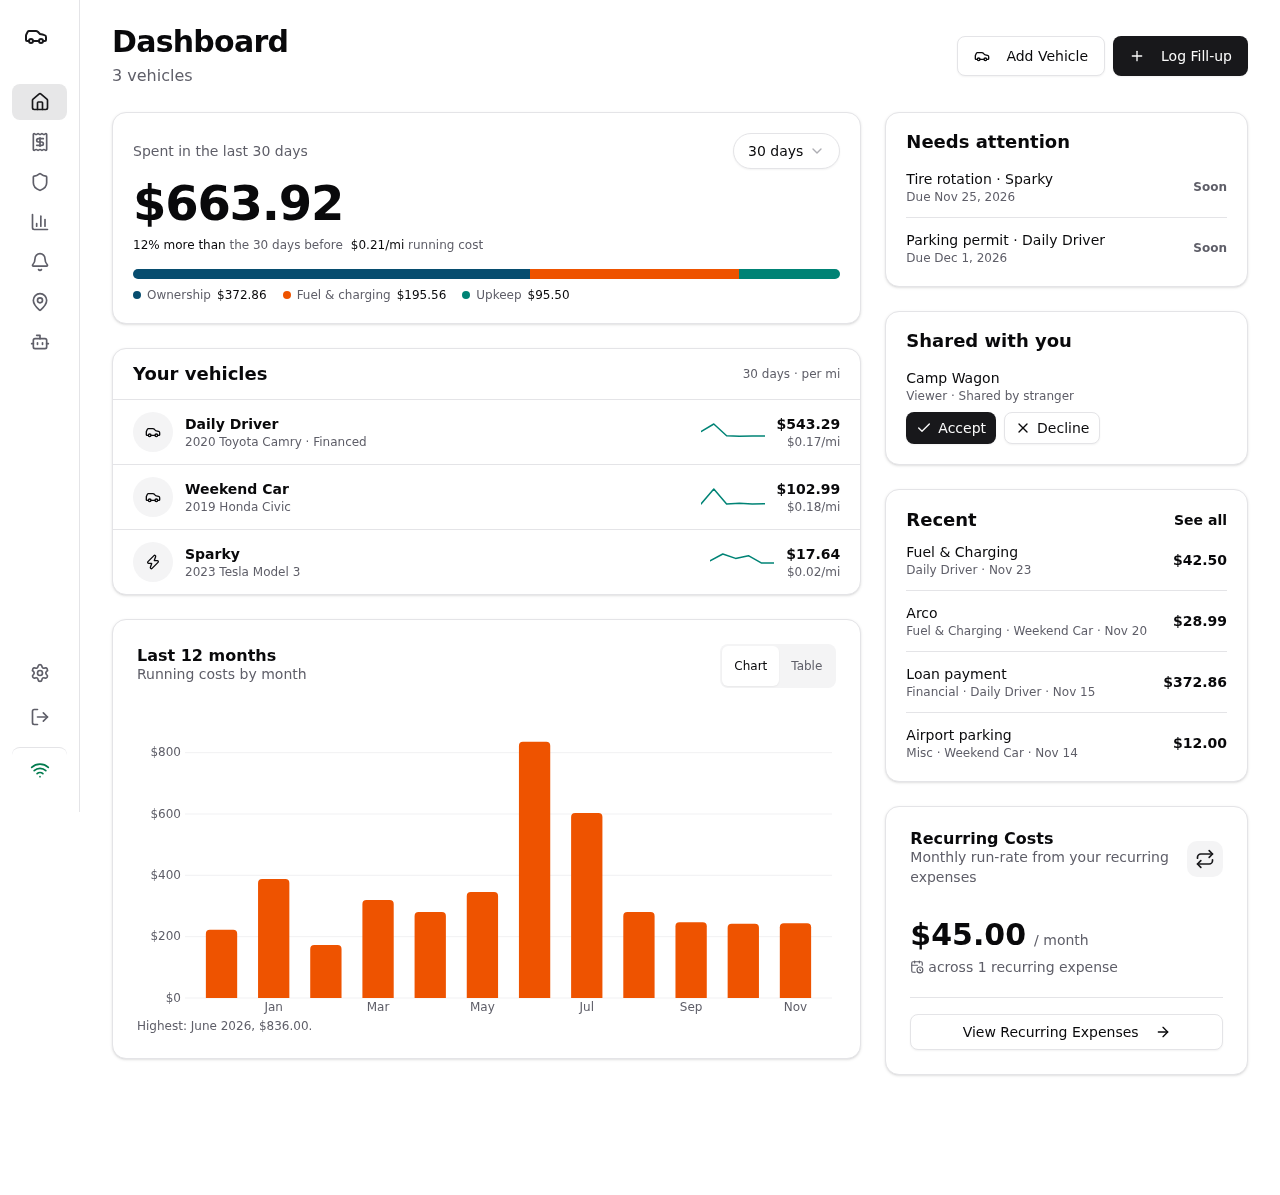 Dashboard
3 vehicles
Add Vehicle
Log Fill-up
Spent in the last 30 days
30 days
$663.92
12% more than the 30 days before $0.21/mi running cost
Ownership $372.86 Fuel & charging $195.56 Upkeep $95.50
Your vehicles
30 days · per mi
Daily Driver
2020 Toyota Camry · Financed
$543.29
$0.17/mi
Weekend Car
2019 Honda Civic
$102.99
$0.18/mi
Sparky
2023 Tesla Model 3
$17.64
$0.02/mi
Last 12 months
Running costs by month
Chart
Table
$800
$600
$400
$200
$0
Jan Mar May Jul Sep Nov
Highest: June 2026, $836.00.
Needs attention
Tire rotation · Sparky
Due Nov 25, 2026
Soon
Parking permit · Daily Driver
Due Dec 1, 2026
Soon
Shared with you
Camp Wagon
Viewer · Shared by stranger
Accept
Decline
Recent
See all
Fuel & Charging
Daily Driver · Nov 23
$42.50
Arco
Fuel & Charging · Weekend Car · Nov 20
$28.99
Loan payment
Financial · Daily Driver · Nov 15
$372.86
Airport parking
Misc · Weekend Car · Nov 14
$12.00
Recurring Costs
Monthly run-rate from your recurring
expenses
$45.00 / month
across 1 recurring expense
View Recurring Expenses